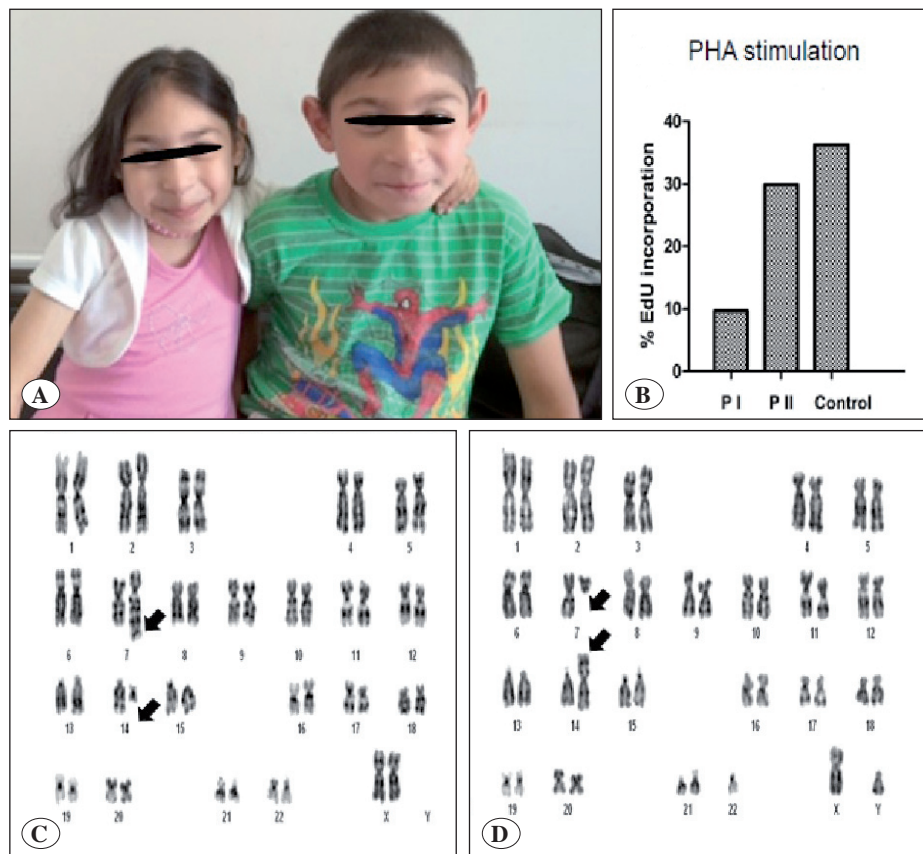 A
PHA stimulation
40
30
20
10
0
% EdU incorporation
P I P II Control
B
1 2 3 4 5
6 7 8 9 10 11 12
13 14 15 16 17 18
19 20 21 22 X Y
C
1 2 3 4 5
6 7 8 9 10 11 12
13 14 15 16 17 18
19 20 21 22 X Y
D